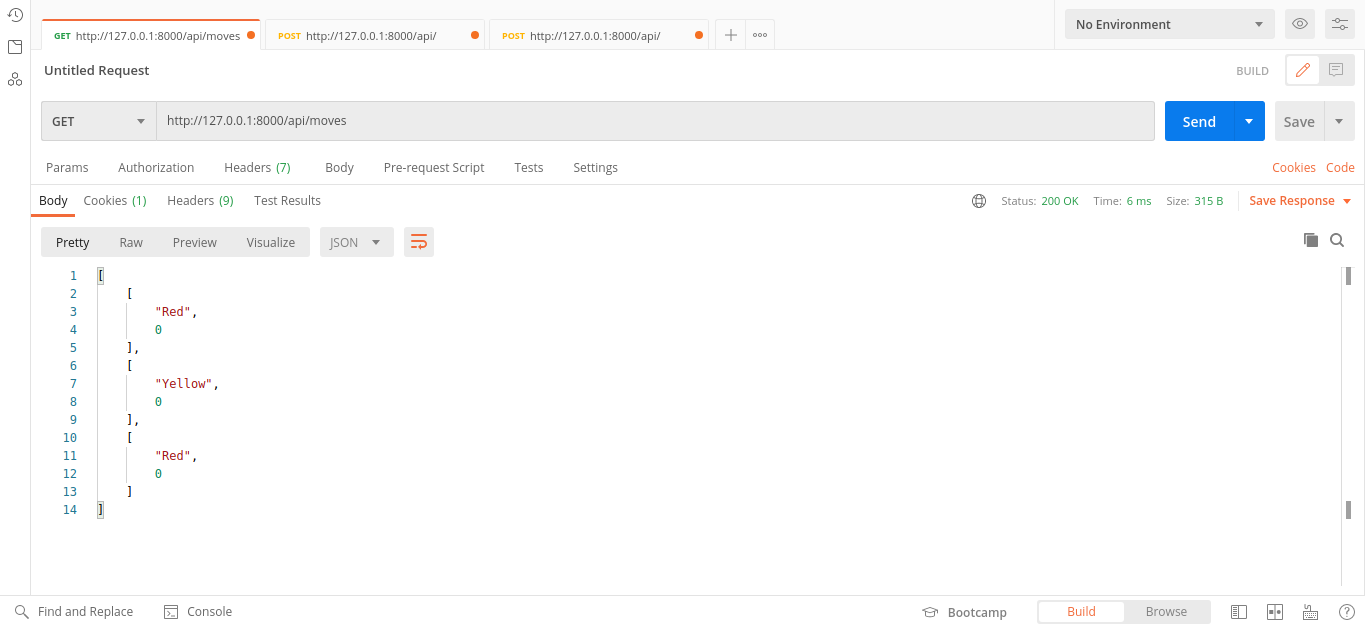 GET http://127.0.0.1:8000/api/moves POST http://127.0.0.1:8000/api/ POST http://127.0.0.1:8000/api/ No Environment
Untitled Request BUILD
GET http://127.0.0.1:8000/api/moves Send Save
Params Authorization Headers (7) Body Pre-request Script Tests Settings Cookies Code
Body Cookies (1) Headers (9) Test Results Status: 200 OK Time: 6 ms Size: 315 B Save Response
Pretty Raw Preview Visualize JSON
1 [
2 [
3 "Red",
4 0
5 ],
6 [
7 "Yellow",
8 0
9 ],
10 [
11 "Red",
12 0
13 ]
14 ]
Find and Replace Console Bootcamp Build Browse